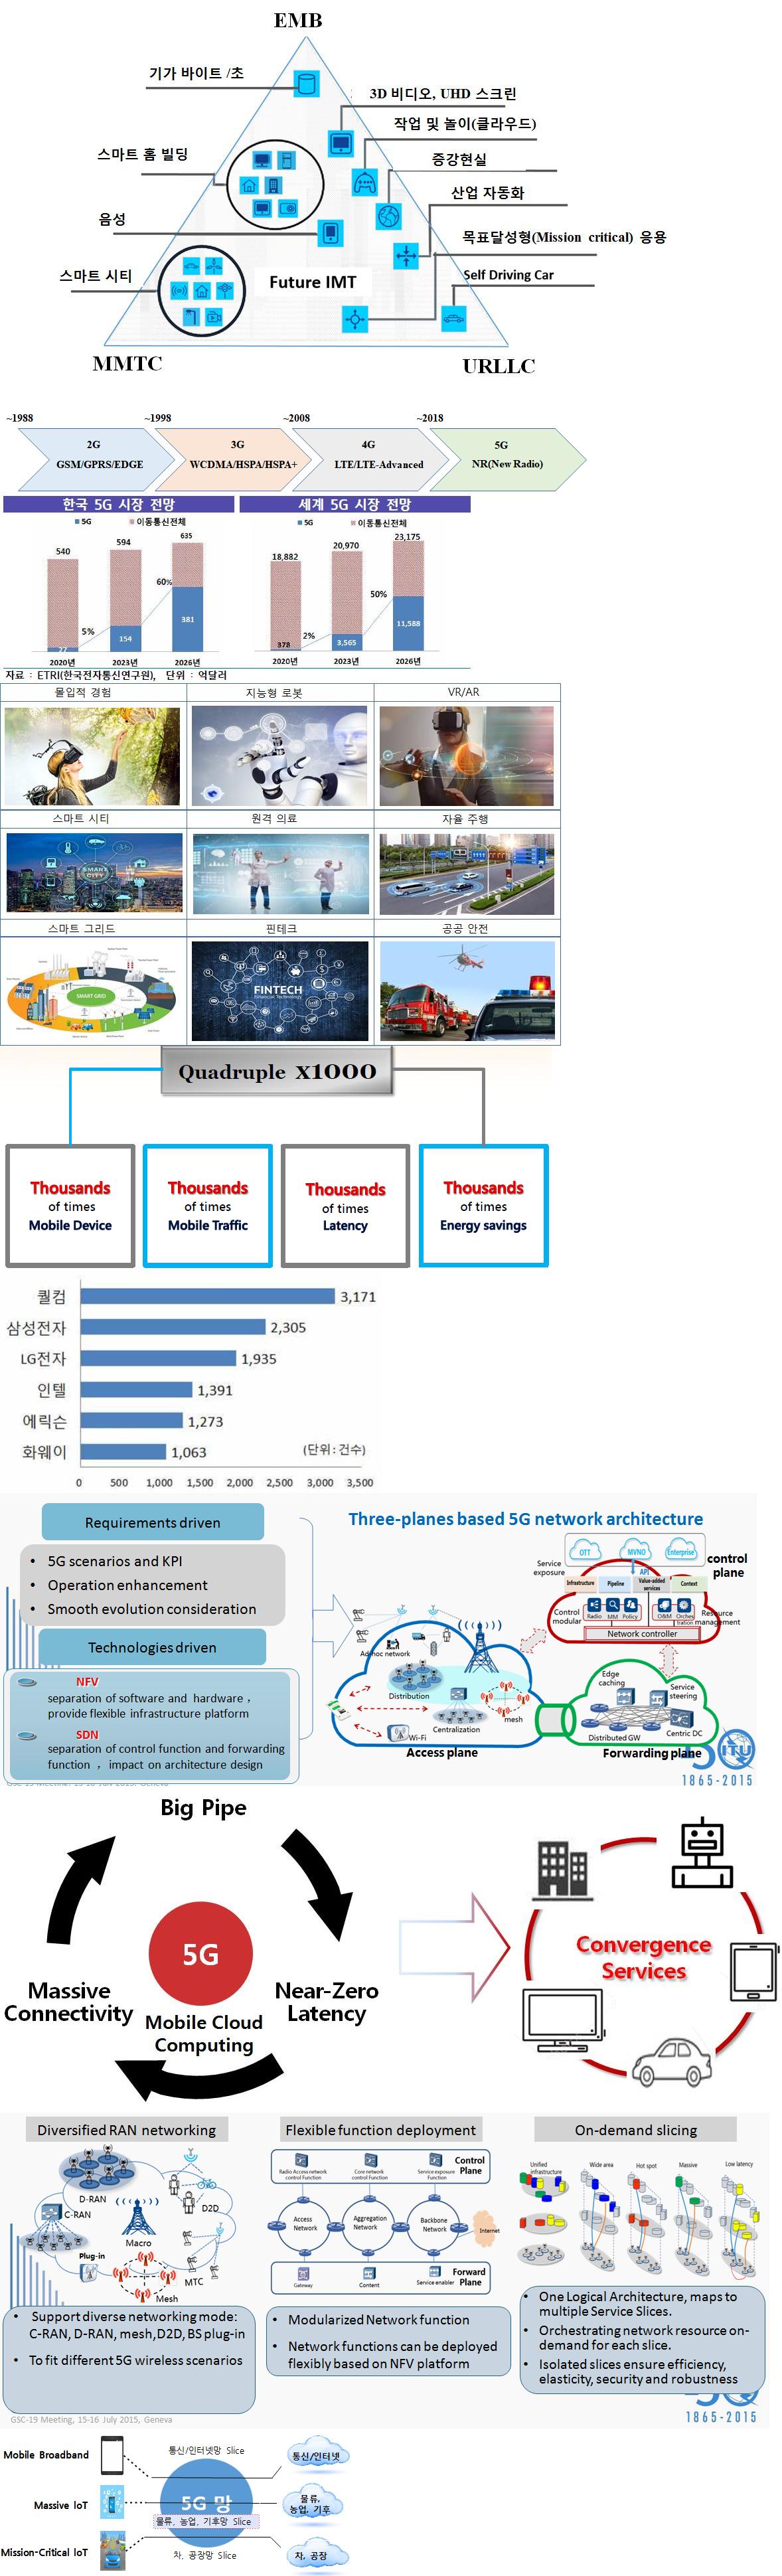 EMB
기가 바이트 /초
3D 비디오, UHD 스크린
작업 및 놀이(클라우드)
스마트 홈 빌딩
증강현실
산업 자동화
음성
목표달성형(Mission critical) 응용
스마트 시티
Future IMT
Self Driving Car
MMTC
URLLC
~1988
~1998
~2008
~2018
2G
GSM/GPRS/EDGE
3G
WCDMA/HSPA/HSPA+
4G
LTE/LTE-Advanced
5G
NR(New Radio)
한국 5G 시장 전망
세계 5G 시장 전망
5G 이동통신전체
5G 이동통신전체
540
594
635
60%
5%
27
154
381
2020년
2023년
2026년
18,882
20,970
23,175
50%
2%
378
3,565
11,588
2020년
2023년
2026년
자료 : ETRI(한국전자통신연구원), 단위 : 억달러
몰입적 경험
지능형 로봇
VR/AR
스마트 시티
원격 의료
자율 주행
SMART CITY
스마트 그리드
핀테크
공공 안전
SMART GRID
FINTECH
Financial Technology
Quadruple x1000
Thousands
of times
Mobile Device
Thousands
of times
Mobile Traffic
Thousands
of times
Latency
Thousands
of times
Energy savings
퀄컴 3,171
삼성전자 2,305
LG전자 1,935
인텔 1,391
에릭슨 1,273
화웨이 1,063
(단위:건수)
0 500 1,000 1,500 2,000 2,500 3,000 3,500
Requirements driven
• 5G scenarios and KPI
• Operation enhancement
• Smooth evolution consideration
Technologies driven
NFV
separation of software and hardware ,
provide flexible infrastructure platform
SDN
separation of control function and forwarding
function , impact on architecture design
GSC-19 Meeting, 15-16 July 2015, Geneva
Three-planes based 5G network architecture
OTT
MVNO
Enterprise
Service
exposure
API
control
plane
Infrastructure
Pipeline
Value-added
services
Context
Control
modular
Radio
MM
Policy
O&M
Orchestration
Resource
management
Network controller
Ad-hoc network
Distribution
Centralization
mesh
Wi-Fi
Access plane
Edge
caching
Service
steering
Distributed GW
Centric DC
Forwarding plane
ITU
1865-2015
Big Pipe
5G
Massive
Connectivity
Near-Zero
Latency
Mobile Cloud
Computing
Convergence
Services
Diversified RAN networking
D-RAN
C-RAN
D2D
Macro
Plug-in
MTC
Mesh
• Support diverse networking mode:
C-RAN, D-RAN, mesh,D2D, BS plug-in
• To fit different 5G wireless scenarios
GSC-19 Meeting, 15-16 July 2015, Geneva
Flexible function deployment
Radio Access network
control Function
Core network
control Function
Service exposure
Function
Control
Plane
Access
Network
Aggregation
Network
Backbone
Network
Internet
Gateway
Content
Service enabler
Forward
Plane
• Modularized Network function
• Network functions can be deployed
flexibly based on NFV platform
On-demand slicing
Unified
infrastructure
Wide area
Hot spot
Massive
Low latency
• One Logical Architecture, maps to
multiple Service Slices.
• Orchestrating network resource on-
demand for each slice.
• Isolated slices ensure efficiency,
elasticity, security and robustness
1865-2015
Mobile Broadband
통신/인터넷망 Slice
통신/인터넷
Massive IoT
5G 망
물류, 농업, 기후망 Slice
물류,
농업, 기후
Mission-Critical IoT
차, 공장망 Slice
차, 공장